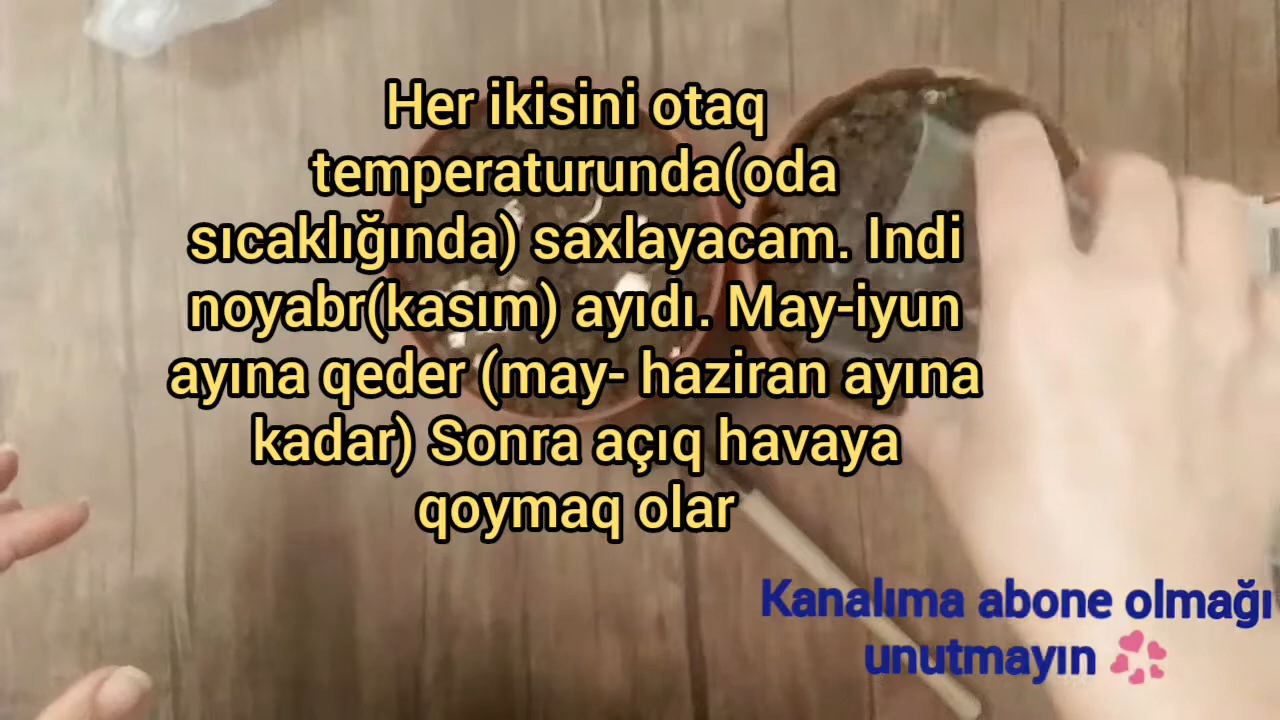 Her ikisini otaq
temperaturunda(oda
sıcaklığında) saxlayacam. Indi
noyabr(kasım) ayıdı. May-iyun
ayına qeder (may- haziran ayına
kadar) Sonra açıq havaya
qoymaq olar
Kanalıma abone olmağı
unutmayın 💞